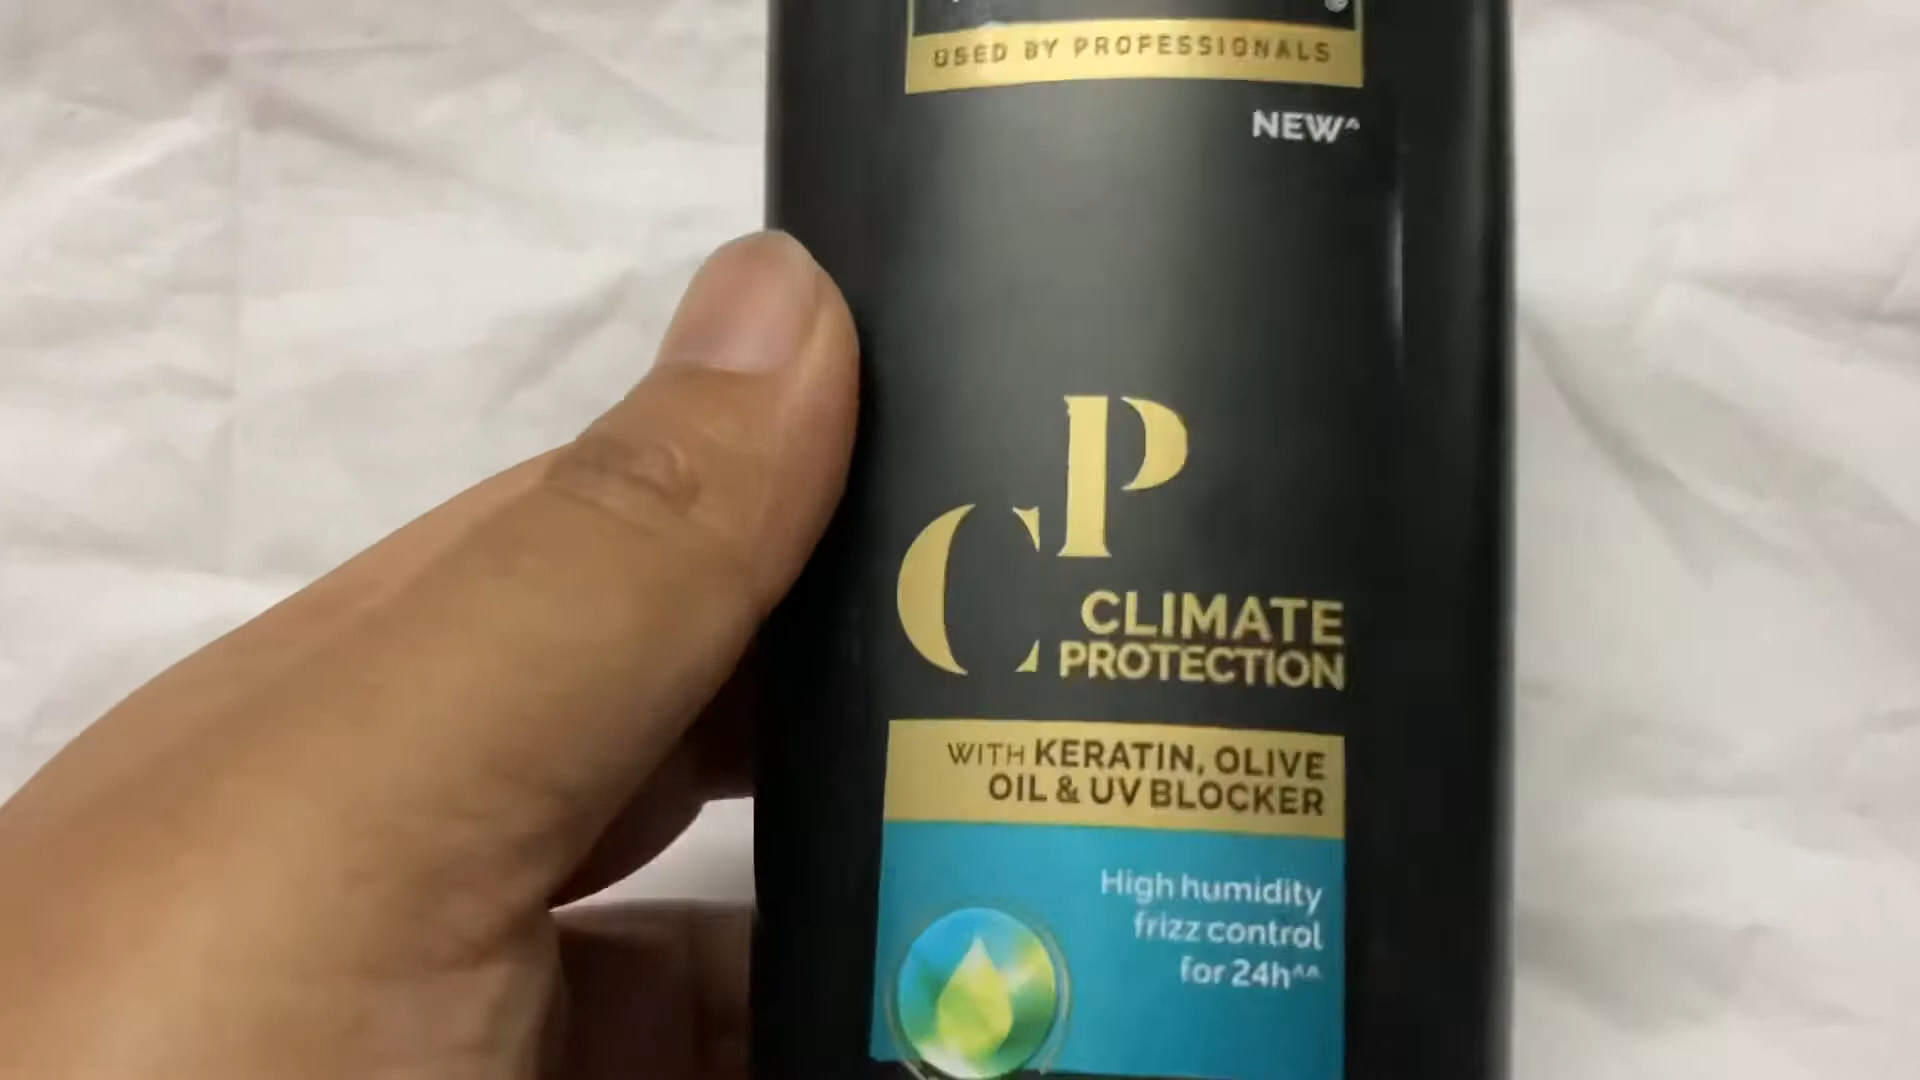 USED BY PROFESSIONALS
NEW^
CP
CLIMATE
PROTECTION
WITH KERATIN, OLIVE
OIL & UV BLOCKER
High humidity
frizz control
for 24h^^